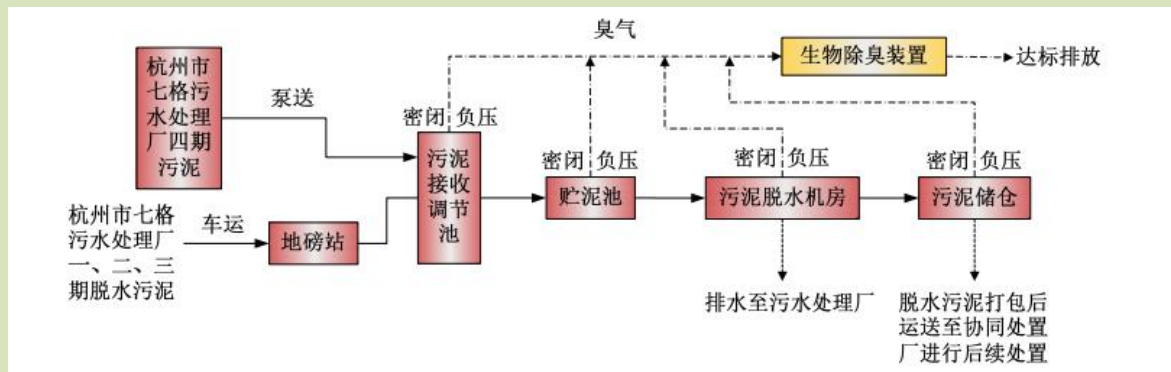 臭气
生物除臭装置
达标排放
杭州市
七格污
水处理
厂四期
污泥
泵送
密闭 负压
污泥
接收
调节
池
密闭 负压
贮泥池
密闭 负压
污泥脱水机房
密闭 负压
污泥储仓
杭州市七格
污水处理厂
一、二、三
期脱水污泥
车运
地磅站
排水至污水处理厂
脱水污泥打包后
运送至协同处置
厂进行后续处置